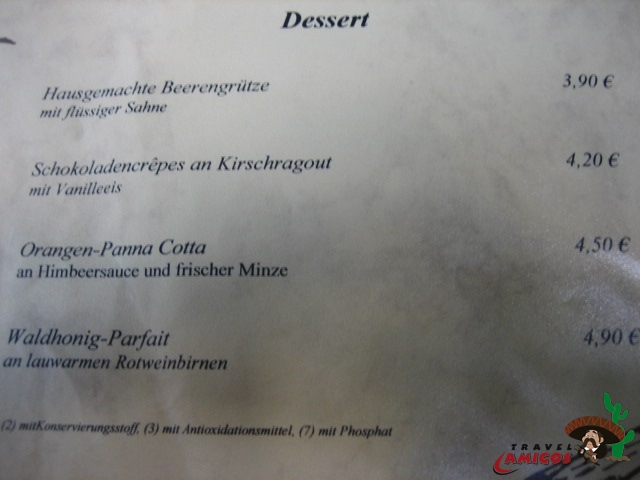 Dessert
Hausgemachte Beerengrütze 3,90 €
mit flüssiger Sahne
Schokoladencrêpes an Kirschragout 4,20 €
mit Vanilleeis
Orangen-Panna Cotta 4,50 €
an Himbeersauce und frischer Minze
Waldhonig-Parfait 4,90 €
an lauwarmen Rotweinbirnen
(2) mitKonservierungsstoff, (3) mit Antioxidationsmittel, (7) mit Phosphat
TRAVEL
AMIGOS